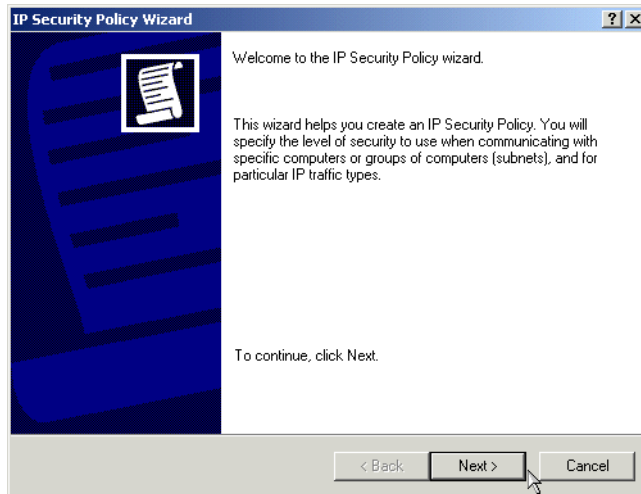 IP Security Policy Wizard
Welcome to the IP Security Policy wizard.
This wizard helps you create an IP Security Policy. You will
specify the level of security to use when communicating with
specific computers or groups of computers (subnets), and for
particular IP traffic types.
To continue, click Next.
< Back
Next >
Cancel